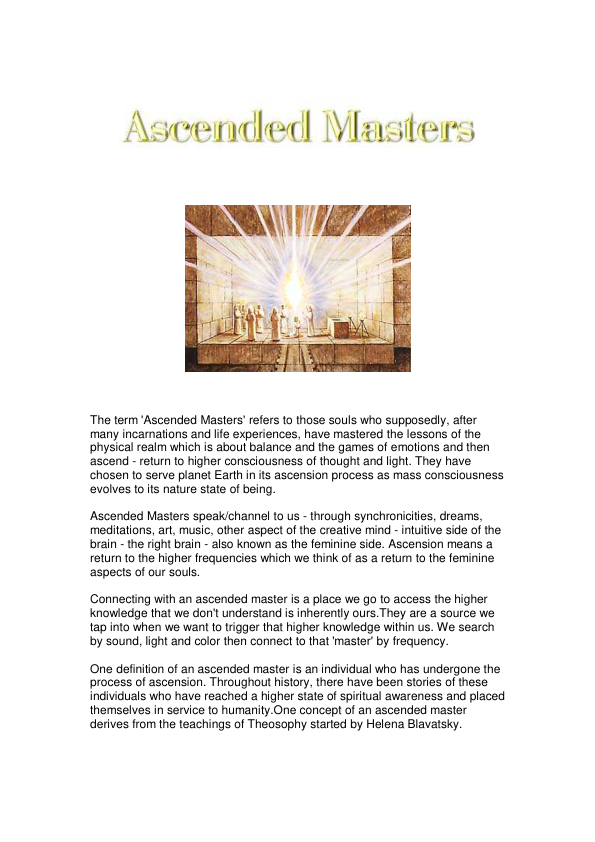 Ascended Masters
The term 'Ascended Masters' refers to those souls who supposedly, after
many incarnations and life experiences, have mastered the lessons of the
physical realm which is about balance and the games of emotions and then
ascend - return to higher consciousness of thought and light. They have
chosen to serve planet Earth in its ascension process as mass consciousness
evolves to its nature state of being.
Ascended Masters speak/channel to us - through synchronicities, dreams,
meditations, art, music, other aspect of the creative mind - intuitive side of the
brain - the right brain - also known as the feminine side. Ascension means a
return to the higher frequencies which we think of as a return to the feminine
aspects of our souls.
Connecting with an ascended master is a place we go to access the higher
knowledge that we don't understand is inherently ours.They are a source we
tap into when we want to trigger that higher knowledge within us. We search
by sound, light and color then connect to that 'master' by frequency.
One definition of an ascended master is an individual who has undergone the
process of ascension. Throughout history, there have been stories of these
individuals who have reached a higher state of spiritual awareness and placed
themselves in service to humanity.One concept of an ascended master
derives from the teachings of Theosophy started by Helena Blavatsky.